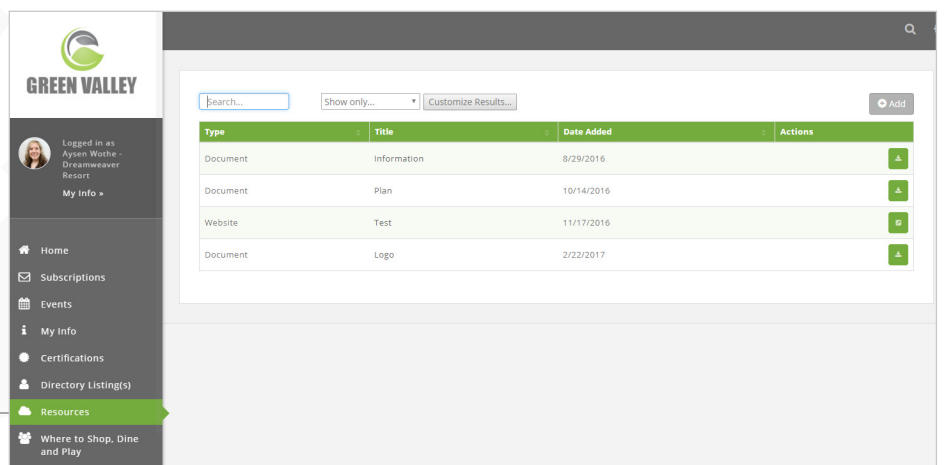 GREEN VALLEY
Logged in as
Aysen Wothe -
Dreamweaver
Resort
My Info »
Home
Subscriptions
Events
My Info
Certifications
Directory Listing(s)
Resources
Where to Shop, Dine
and Play
Search... Show only... Customize Results... Add
Type Title Date Added Actions
Document Information 8/29/2016
Document Plan 10/14/2016
Website Test 11/17/2016
Document Logo 2/22/2017